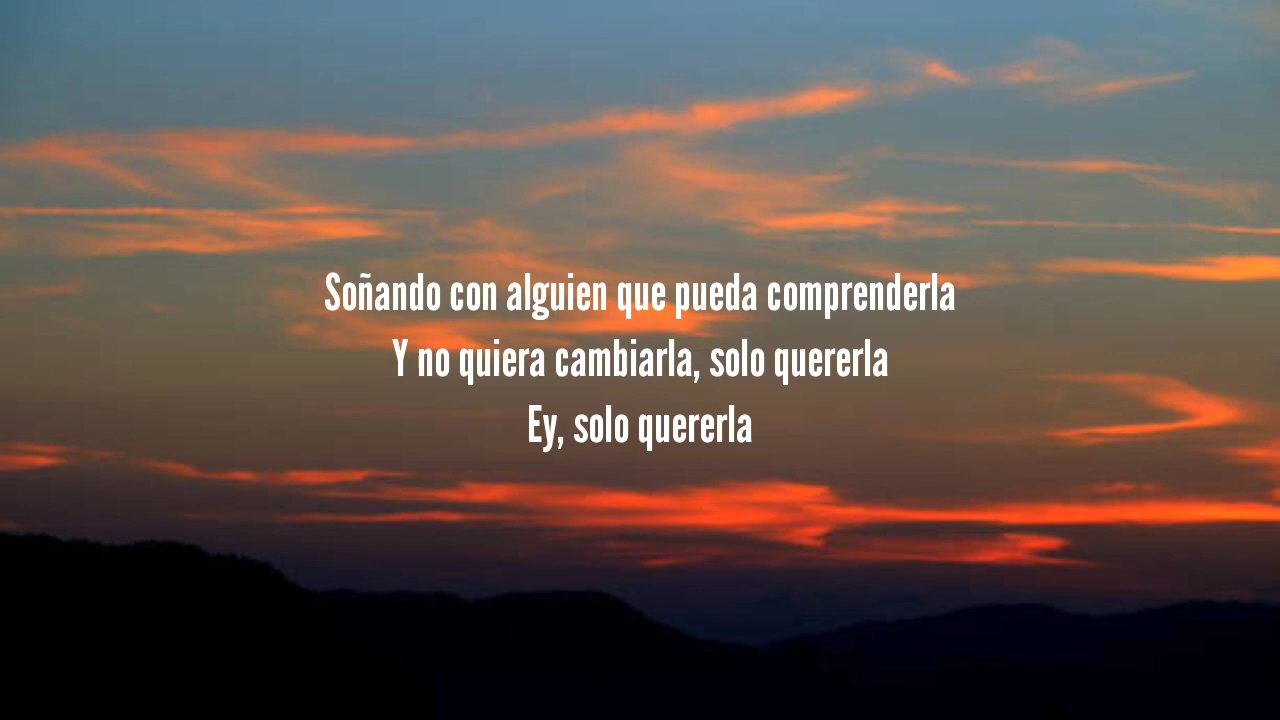 Soñando con alguien que pueda comprenderla
Y no quiera cambiarla, solo quererla
Ey, solo quererla